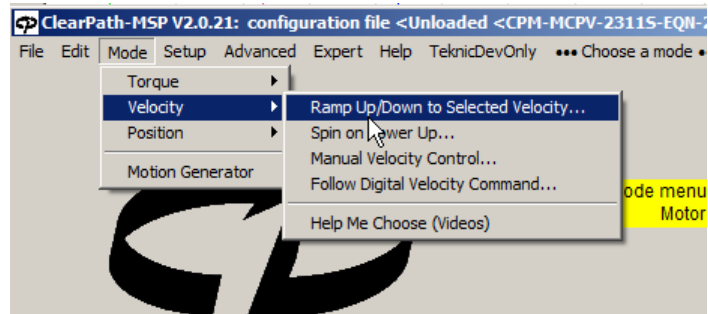 ClearPath-MSP V2.0.21: configuration file <Unloaded <CPM-MCPV-2311S-EQN-2
File Edit Mode Setup Advanced Expert Help TeknicDevOnly ••• Choose a mode •
Torque
Velocity
Position
Motion Generator
Ramp Up/Down to Selected Velocity...
Spin on Power Up...
Manual Velocity Control...
Follow Digital Velocity Command...
Help Me Choose (Videos)
ode menu
Motor